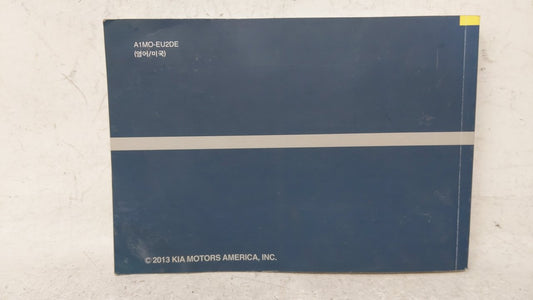 A1MO-EU2DE
(영어/미국)
© 2013 KIA MOTORS AMERICA, INC.